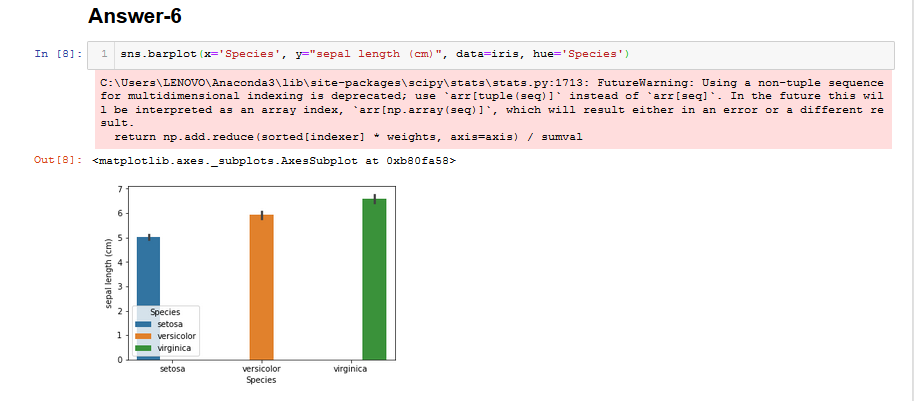 Answer-6
In [8]: 1 sns.barplot(x='Species', y="sepal length (cm)", data=iris, hue='Species')
C:\Users\LENOVO\Anaconda3\lib\site-packages\scipy\stats\stats.py:1713: FutureWarning: Using a non-tuple sequence
for multidimensional indexing is deprecated; use `arr[tuple(seq)]` instead of `arr[seq]`. In the future this wil
l be interpreted as an array index, `arr[np.array(seq)]`, which will result either in an error or a different re
sult.
return np.add.reduce(sorted[indexer] * weights, axis=axis) / sumval
Out[8]: <matplotlib.axes._subplots.AxesSubplot at 0xb80fa58>
7
6
5
4
3
2
1
0
sepal length (cm)
Species
setosa
versicolor
virginica
setosa versicolor virginica
Species